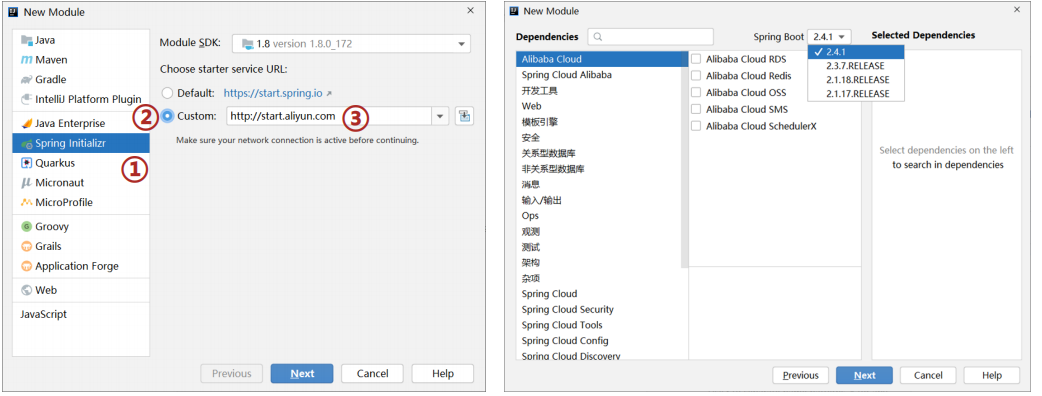 New Module
Java
Maven
Gradle
IntelliJ Platform Plugin
Java Enterprise
Spring Initializr
Quarkus
Micronaut
MicroProfile
Groovy
Grails
Application Forge
Web
JavaScript
Module SDK: 1.8 version 1.8.0_172
Choose starter service URL:
Default: https://start.spring.io
Custom: http://start.aliyun.com
Make sure your network connection is active before continuing.
①
②
③
Previous Next Cancel Help
New Module
Dependencies Spring Boot 2.4.1 Selected Dependencies
2.4.1
2.3.7.RELEASE
2.1.18.RELEASE
2.1.17.RELEASE
Alibaba Cloud
Spring Cloud Alibaba
开发工具
Web
模板引擎
安全
关系型数据库
非关系型数据库
消息
输入/输出
Ops
观测
测试
架构
杂项
Spring Cloud
Spring Cloud Security
Spring Cloud Tools
Spring Cloud Config
Spring Cloud Discovery
Alibaba Cloud RDS
Alibaba Cloud Redis
Alibaba Cloud OSS
Alibaba Cloud SMS
Alibaba Cloud SchedulerX
Select dependencies on the left
to search in dependencies
Previous Next Cancel Help